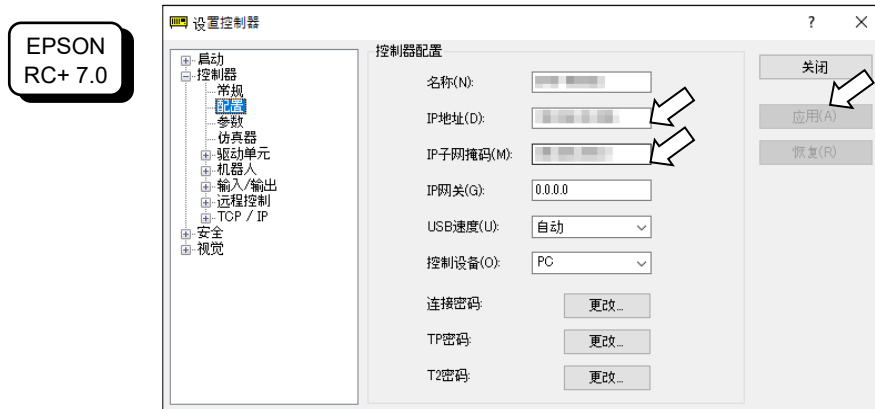 EPSON
RC+ 7.0
设置控制器
?
启动
控制器
常规
配置
参数
仿真器
驱动单元
机器人
输入/输出
远程控制
TCP / IP
安全
视觉
控制器配置
名称(N):
IP地址(D):
IP子网掩码(M):
IP网关(G): 0.0.0.0
USB速度(U): 自动
控制设备(O): PC
连接密码: 更改...
TP密码: 更改...
T2密码: 更改...
关闭
应用(A)
恢复(R)